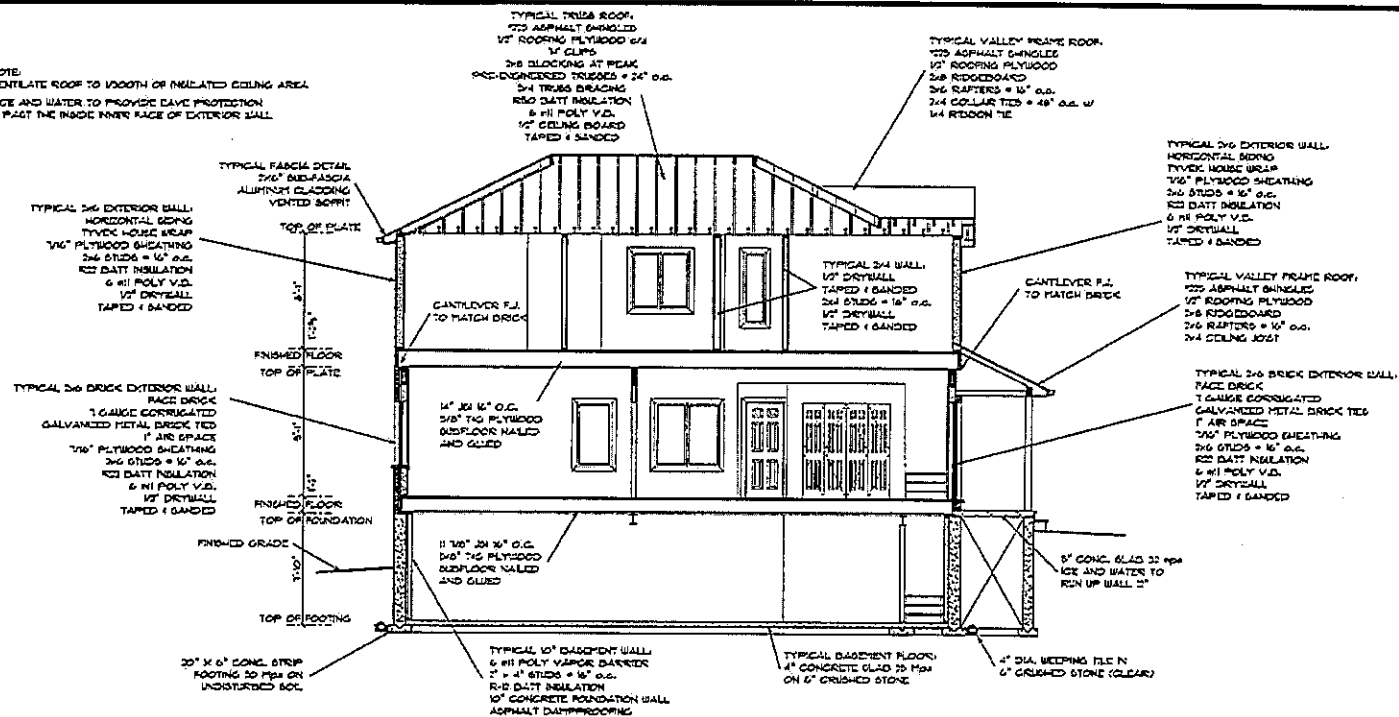 OTE:
ENTILATE ROOF TO 1/300TH OF INSULATED CEILING AREA
CE AND WATER TO PROVIDE EAVE PROTECTION
PAST THE INSIDE INNER FACE OF EXTERIOR WALL
TYPICAL TRUSS ROOF:
ASPHALT SHINGLED
1/2" ROOFING PLYWOOD
"H" CLIPS
2x6 BLOCKING AT PEAK
PRE-ENGINEERED TRUSSES @ 24" o.c.
TRUSS BRACING
BATT INSULATION
6 mil POLY V.B.
1/2" CEILING BOARD
TAPED & SANDED
TYPICAL VALLEY FRAME ROOF:
ASPHALT SHINGLES
1/2" ROOFING PLYWOOD
2x8 RIDGEBOARD
2x6 RAFTERS @ 16" o.c.
2x4 COLLAR TIES @ 48" o.c. W/
1x4 RIBBON TIE
TYPICAL FASCIA DETAIL
2x6" SUB-FASCIA
ALUMINUM CLADDING
VENTED SOFFIT
TYPICAL 2x6 EXTERIOR WALL:
HORIZONTAL SIDING
TYVEK HOUSE WRAP
7/16" PLYWOOD SHEATHING
2x6 STUDS @ 16" o.c.
R22 BATT INSULATION
6 mil POLY V.B.
1/2" DRYWALL
TAPED & SANDED
TYPICAL 2x6 EXTERIOR WALL:
HORIZONTAL SIDING
TYVEK HOUSE WRAP
7/16" PLYWOOD SHEATHING
2x6 STUDS @ 16" o.c.
R22 BATT INSULATION
6 mil POLY V.B.
1/2" DRYWALL
TAPED & SANDED
TOP OF PLATE
8'-1"
CANTILEVER F.J.
TO MATCH BRICK
TYPICAL 2x4 WALL:
1/2" DRYWALL
TAPED & SANDED
2x4 STUDS @ 16" o.c.
1/2" DRYWALL
TAPED & SANDED
CANTILEVER F.J.
TO MATCH BRICK
TYPICAL VALLEY FRAME ROOF:
ASPHALT SHINGLES
1/2" ROOFING PLYWOOD
2x8 RIDGEBOARD
2x6 RAFTERS @ 16" o.c.
2x4 CEILING JOIST
FINISHED FLOOR
TOP OF PLATE
TYPICAL 2x6 BRICK EXTERIOR WALL:
FACE BRICK
GAUGE CORRUGATED
GALVANIZED METAL BRICK TIES
1" AIR SPACE
7/16" PLYWOOD SHEATHING
2x6 STUDS @ 16" o.c.
R22 BATT INSULATION
6 mil POLY V.B.
1/2" DRYWALL
TAPED & SANDED
14" JSI 16" O.C.
5/8" T&G PLYWOOD
SUBFLOOR NAILED
AND GLUED
TYPICAL 2x6 BRICK EXTERIOR WALL:
FACE BRICK
GAUGE CORRUGATED
GALVANIZED METAL BRICK TIES
1" AIR SPACE
7/16" PLYWOOD SHEATHING
2x6 STUDS @ 16" o.c.
R22 BATT INSULATION
6 mil POLY V.B.
1/2" DRYWALL
TAPED & SANDED
FINISHED FLOOR
TOP OF FOUNDATION
FINISHED GRADE
7'-10"
11 7/8" JSI 16" O.C.
5/8" T&G PLYWOOD
SUBFLOOR NAILED
AND GLUED
CONC. SLAB 32 mpa
ICE AND WATER TO
RUN UP WALL
TOP OF FOOTING
20" X 6" CONC. STRIP
FOOTING 20 Mpa ON
UNDISTURBED SOIL
TYPICAL 10" BASEMENT WALL:
6 mil POLY VAPOR BARRIER
2" x 4" STUDS @ 16" o.c.
R-12 BATT INSULATION
10" CONCRETE FOUNDATION WALL
ASPHALT DAMPPROOFING
TYPICAL BASEMENT FLOOR:
4" CONCRETE SLAB 25 Mpa
ON 6" CRUSHED STONE
4" DIA. WEEPING TILE IN
6" CRUSHED STONE (CLEAR)